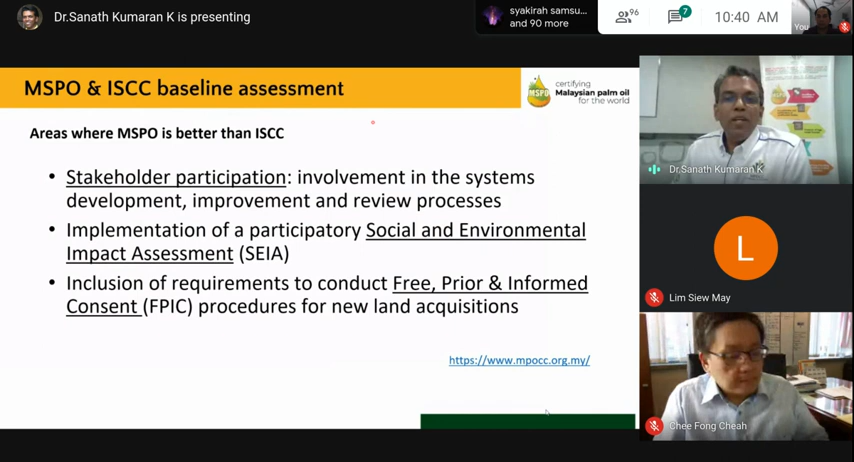 Dr.Sanath Kumaran K is presenting
syakirah samsu...
and 90 more
96
7
10:40 AM
You
MSPO & ISCC baseline assessment
MSPO
certifying
Malaysian palm oil
for the world
Areas where MSPO is better than ISCC
• Stakeholder participation: involvement in the systems
development, improvement and review processes
• Implementation of a participatory Social and Environmental
Impact Assessment (SEIA)
• Inclusion of requirements to conduct Free, Prior & Informed
Consent (FPIC) procedures for new land acquisitions
https://www.mpocc.org.my/
Dr.Sanath Kumaran K
L
Lim Siew May
Chee Fong Cheah